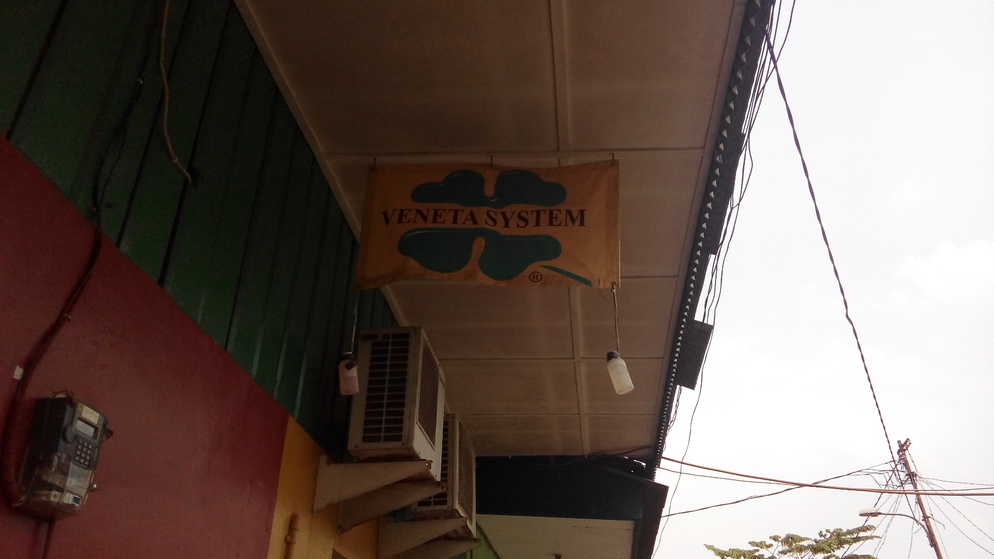 VENETA SYSTEM
®